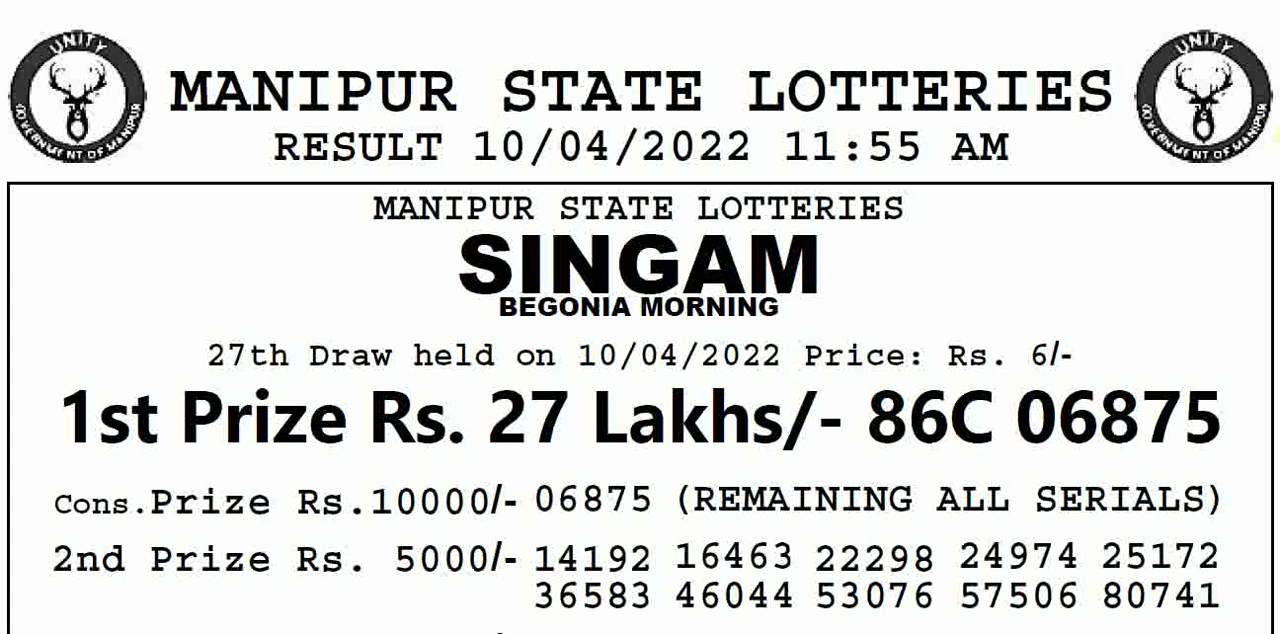 UNITY
GOVERNMENT OF MANIPUR
MANIPUR STATE LOTTERIES
UNITY
GOVERNMENT OF MANIPUR
RESULT 10/04/2022 11:55 AM
MANIPUR STATE LOTTERIES
SINGAM
BEGONIA MORNING
27th Draw held on 10/04/2022 Price: Rs. 6/-
1st Prize Rs. 27 Lakhs/- 86C 06875
Cons.Prize Rs.10000/- 06875 (REMAINING ALL SERIALS)
2nd Prize Rs. 5000/- 14192 16463 22298 24974 25172
36583 46044 53076 57506 80741